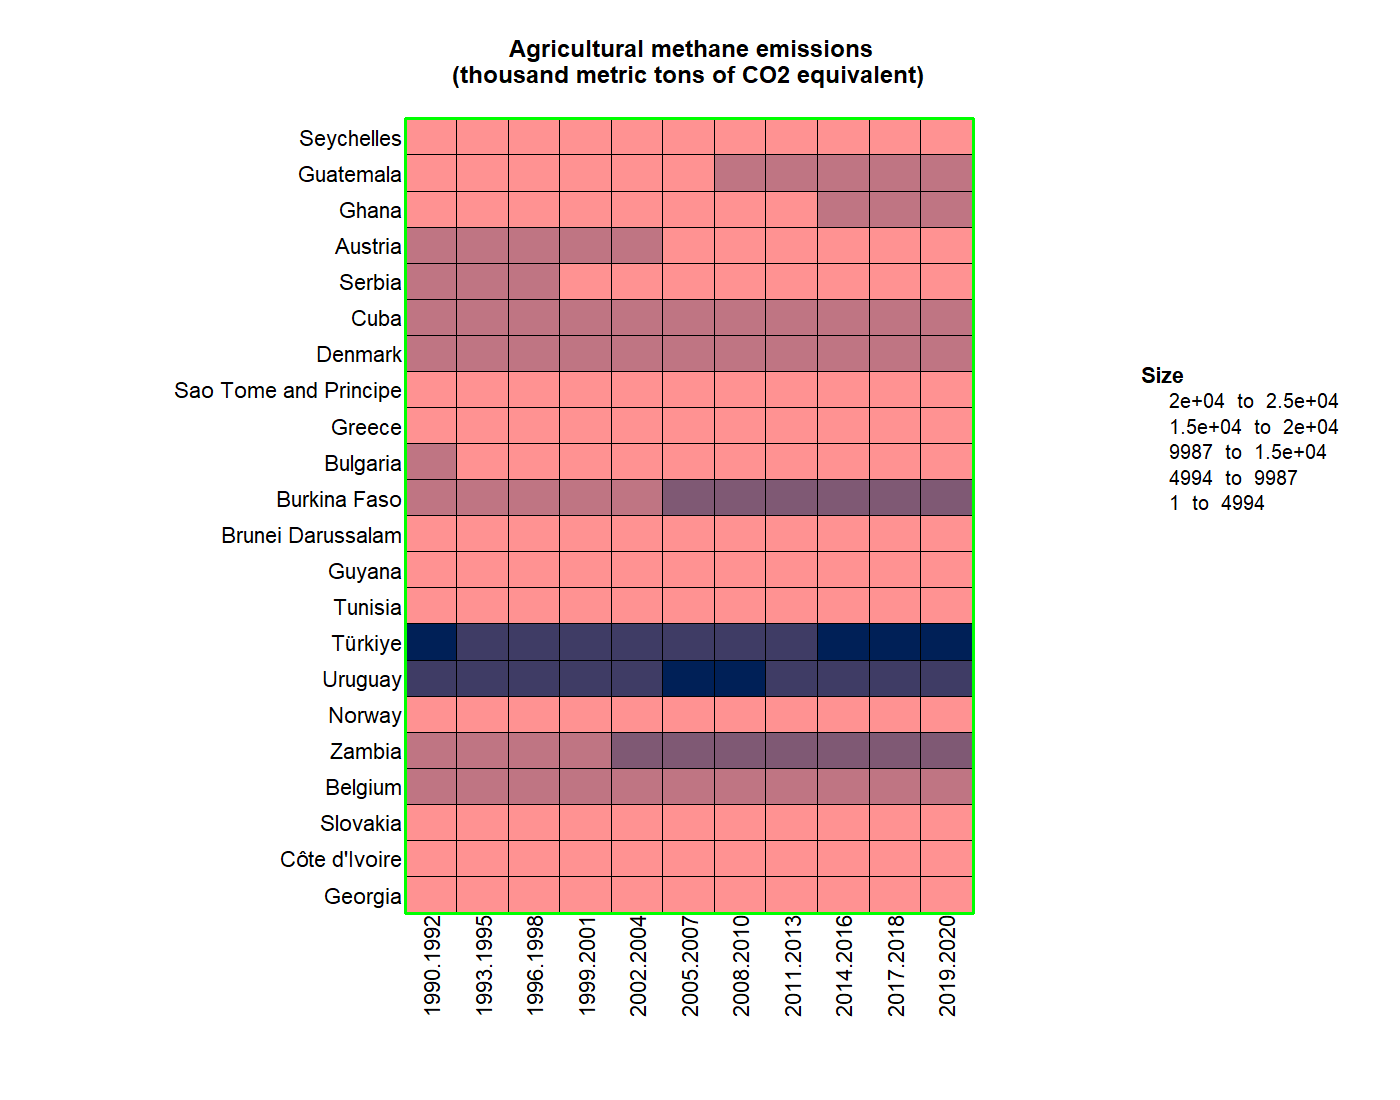 Agricultural methane emissions
(thousand metric tons of CO2 equivalent)
Seychelles
Guatemala
Ghana
Austria
Serbia
Cuba
Denmark
Sao Tome and Principe
Greece
Bulgaria
Burkina Faso
Brunei Darussalam
Guyana
Tunisia
Türkiye
Uruguay
Norway
Zambia
Belgium
Slovakia
Côte d'Ivoire
Georgia
1990.1992
1993.1995
1996.1998
1999.2001
2002.2004
2005.2007
2008.2010
2011.2013
2014.2016
2017.2018
2019.2020
Size
2e+04 to 2.5e+04
1.5e+04 to 2e+04
9987 to 1.5e+04
4994 to 9987
1 to 4994